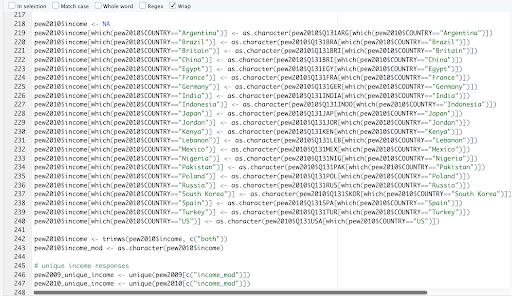 In selection Match case Whole word Regex Wrap
217
218 pew2010$income <- NA
219 pew2010$income[which(pew2010$COUNTRY=="Argentina")] <- as.character(pew2010$Q131ARG[which(pew2010$COUNTRY=="Argentina")])
220 pew2010$income[which(pew2010$COUNTRY=="Brazil")] <- as.character(pew2010$Q131BRA[which(pew2010$COUNTRY=="Brazil")])
221 pew2010$income[which(pew2010$COUNTRY=="Britain")] <- as.character(pew2010$Q131BRI[which(pew2010$COUNTRY=="Britain")])
222 pew2010$income[which(pew2010$COUNTRY=="China")] <- as.character(pew2010$Q131BRI[which(pew2010$COUNTRY=="China")])
223 pew2010$income[which(pew2010$COUNTRY=="Egypt")] <- as.character(pew2010$Q131EGY[which(pew2010$COUNTRY=="Egypt")])
224 pew2010$income[which(pew2010$COUNTRY=="France")] <- as.character(pew2010$Q131FRA[which(pew2010$COUNTRY=="France")])
225 pew2010$income[which(pew2010$COUNTRY=="Germany")] <- as.character(pew2010$Q131GER[which(pew2010$COUNTRY=="Germany")])
226 pew2010$income[which(pew2010$COUNTRY=="India")] <- as.character(pew2010$Q131INDIA[which(pew2010$COUNTRY=="India")])
227 pew2010$income[which(pew2010$COUNTRY=="Indonesia")] <- as.character(pew2010$Q131INDO[which(pew2010$COUNTRY=="Indonesia")])
228 pew2010$income[which(pew2010$COUNTRY=="Japan")] <- as.character(pew2010$Q131JAP[which(pew2010$COUNTRY=="Japan")])
229 pew2010$income[which(pew2010$COUNTRY=="Jordan")] <- as.character(pew2010$Q131JOR[which(pew2010$COUNTRY=="Jordan")])
230 pew2010$income[which(pew2010$COUNTRY=="Kenya")] <- as.character(pew2010$Q131KEN[which(pew2010$COUNTRY=="Kenya")])
231 pew2010$income[which(pew2010$COUNTRY=="Lebanon")] <- as.character(pew2010$Q131LEB[which(pew2010$COUNTRY=="Lebanon")])
232 pew2010$income[which(pew2010$COUNTRY=="Mexico")] <- as.character(pew2010$Q131MEX[which(pew2010$COUNTRY=="Mexico")])
233 pew2010$income[which(pew2010$COUNTRY=="Nigeria")] <- as.character(pew2010$Q131NIG[which(pew2010$COUNTRY=="Nigeria")])
234 pew2010$income[which(pew2010$COUNTRY=="Pakistan")] <- as.character(pew2010$Q131PAK[which(pew2010$COUNTRY=="Pakistan")])
235 pew2010$income[which(pew2010$COUNTRY=="Poland")] <- as.character(pew2010$Q131POL[which(pew2010$COUNTRY=="Poland")])
236 pew2010$income[which(pew2010$COUNTRY=="Russia")] <- as.character(pew2010$Q131RUS[which(pew2010$COUNTRY=="Russia")])
237 pew2010$income[which(pew2010$COUNTRY=="South Korea")] <- as.character(pew2010$Q131SKOR[which(pew2010$COUNTRY=="South Korea")])
238 pew2010$income[which(pew2010$COUNTRY=="Spain")] <- as.character(pew2010$Q131SPA[which(pew2010$COUNTRY=="Spain")])
239 pew2010$income[which(pew2010$COUNTRY=="Turkey")] <- as.character(pew2010$Q131TUR[which(pew2010$COUNTRY=="Turkey")])
240 pew2010$income[which(pew2010$COUNTRY=="US")] <- as.character(pew2010$Q131USA[which(pew2010$COUNTRY=="US")])
241
242 pew2010$income <- trimws(pew2010$income, c("both"))
243 pew2010$income_mod <- as.character(pew2010$income)
244
245 # unique income responses
246 pew2009_unique_income <- unique(pew2009[c("income_mod")])
247 pew2010_unique_income <- unique(pew2010[c("income_mod")])
248